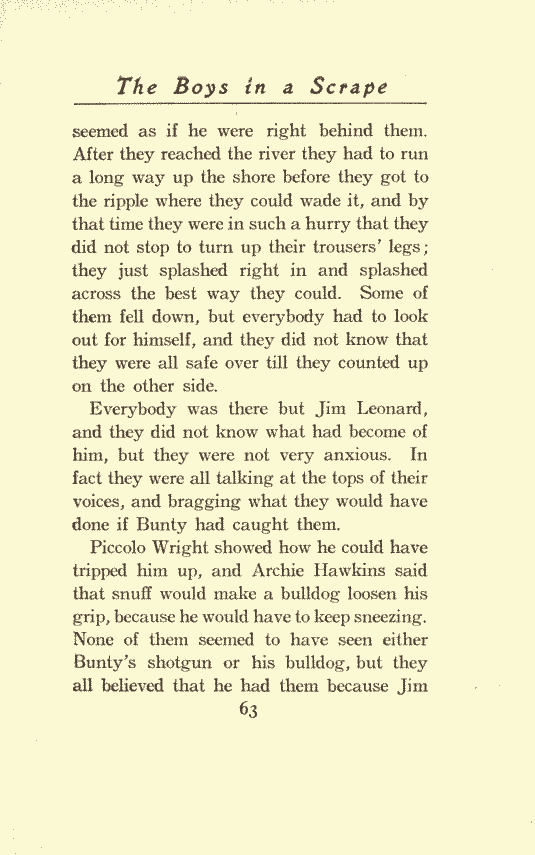 The Boys in a Scrape
seemed as if he were right behind them.
After they reached the river they had to run
a long way up the shore before they got to
the ripple where they could wade it, and by
that time they were in such a hurry that they
did not stop to turn up their trousers' legs;
they just splashed right in and splashed
across the best way they could. Some of
them fell down, but everybody had to look
out for himself, and they did not know that
they were all safe over till they counted up
on the other side.
Everybody was there but Jim Leonard,
and they did not know what had become of
him, but they were not very anxious. In
fact they were all talking at the tops of their
voices, and bragging what they would have
done if Bunty had caught them.
Piccolo Wright showed how he could have
tripped him up, and Archie Hawkins said
that snuff would make a bulldog loosen his
grip, because he would have to keep sneezing.
None of them seemed to have seen either
Bunty's shotgun or his bulldog, but they
all believed that he had them because Jim
63